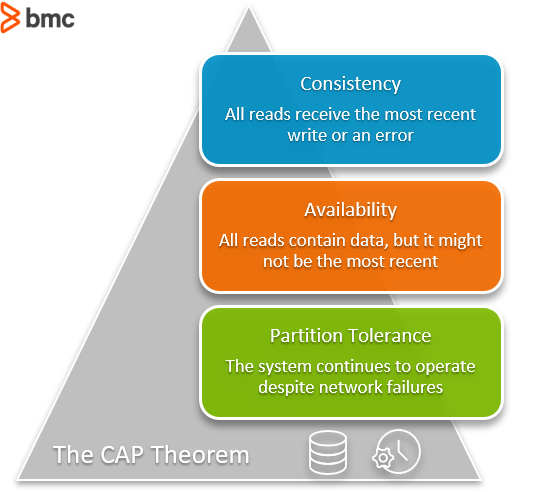 bmc
Consistency
All reads receive the most recent
write or an error
Availability
All reads contain data, but it might
not be the most recent
Partition Tolerance
The system continues to operate
despite network failures
The CAP Theorem